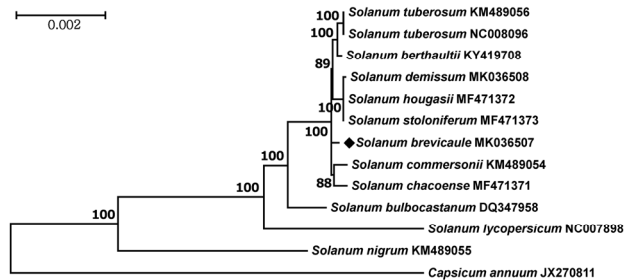 0.002
100
Solanum tuberosum KM489056
100
Solanum tuberosum NC008096
Solanum berthaultii KY419708
89
Solanum demissum MK036508
Solanum hougasii MF471372
100
Solanum stoloniferum MF471373
100
Solanum brevicaule MK036507
100
Solanum commersonii KM489054
88
Solanum chacoense MF471371
100
Solanum bulbocastanum DQ347958
100
Solanum lycopersicum NC007898
Solanum nigrum KM489055
Capsicum annuum JX270811